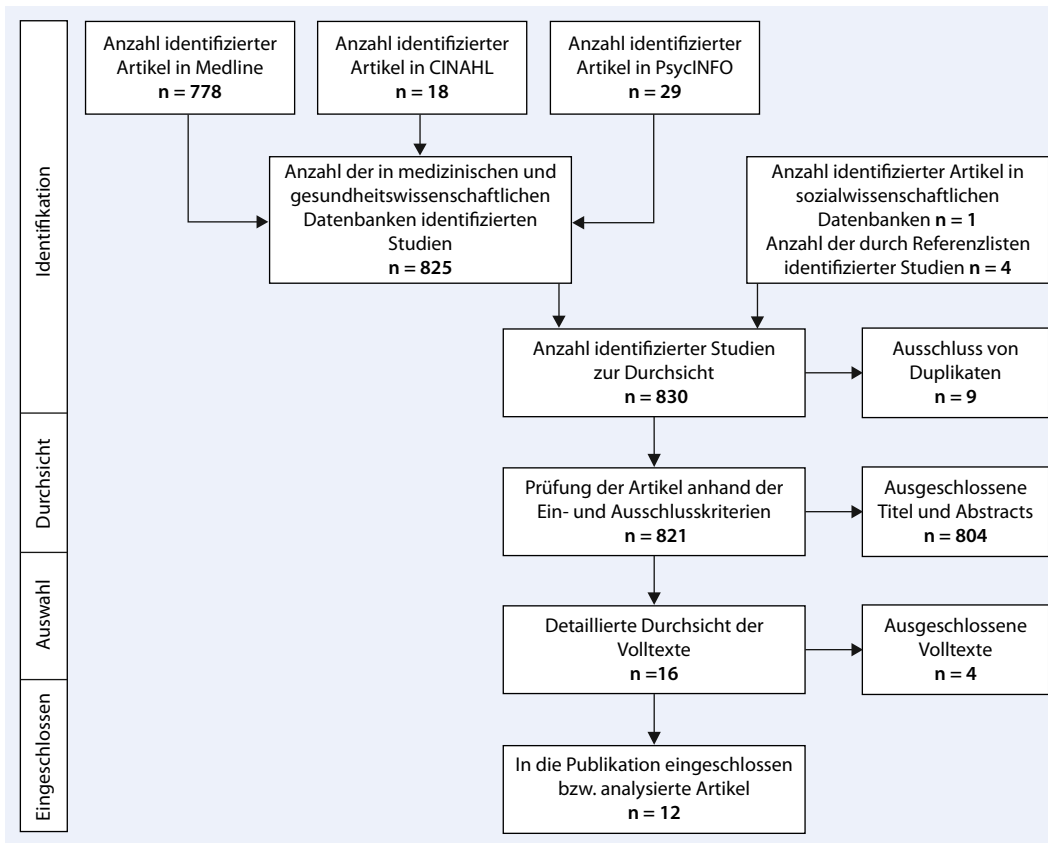 Identifikation
Anzahl identifizierter
Artikel in Medline
n = 778
Anzahl identifizierter
Artikel in CINAHL
n = 18
Anzahl identifizierter
Artikel in PsycINFO
n = 29
Anzahl der in medizinischen und
gesundheitswissenschaftlichen
Datenbanken identifizierten
Studien
n = 825
Anzahl identifizierter Artikel in
sozialwissenschaftlichen
Datenbanken n = 1
Anzahl der durch Referenzlisten
identifizierter Studien n = 4
Anzahl identifizierter Studien
zur Durchsicht
n = 830
Ausschluss von
Duplikaten
n = 9
Durchsicht
Prüfung der Artikel anhand der
Ein- und Ausschlusskriterien
n = 821
Ausgeschlossene
Titel und Abstracts
n = 804
Auswahl
Detaillierte Durchsicht der
Volltexte
n =16
Ausgeschlossene
Volltexte
n = 4
Eingeschlossen
In die Publikation eingeschlossen
bzw. analysierte Artikel
n = 12